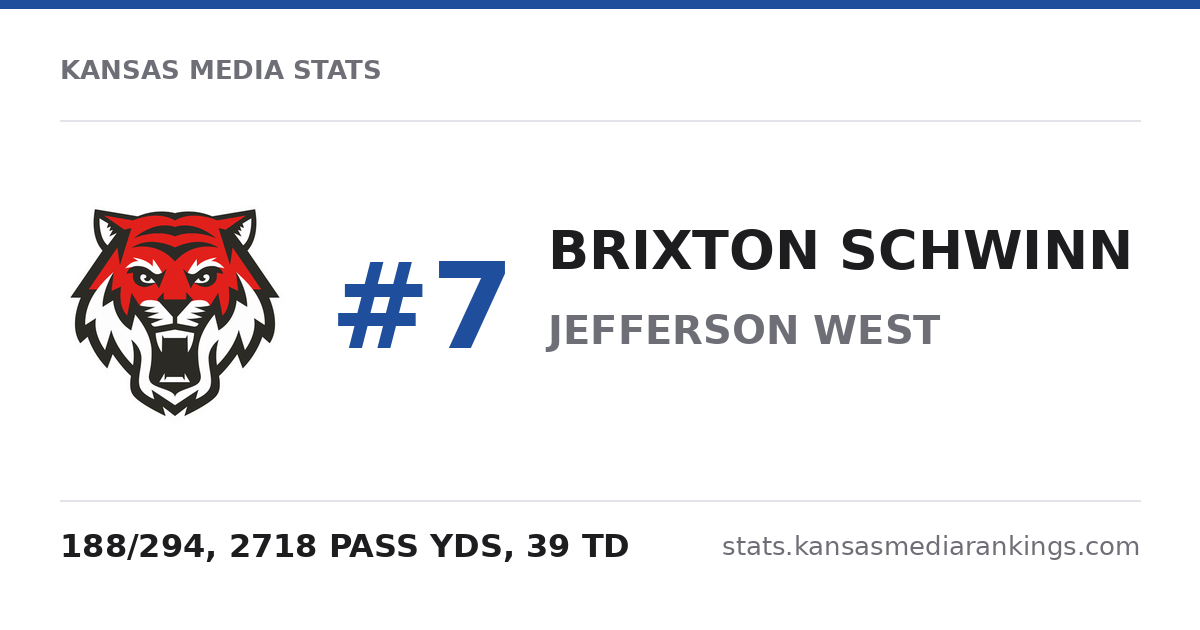 KANSAS MEDIA STATS
#7
BRIXTON SCHWINN
JEFFERSON WEST
188/294, 2718 PASS YDS, 39 TD
stats.kansasmediarankings.com